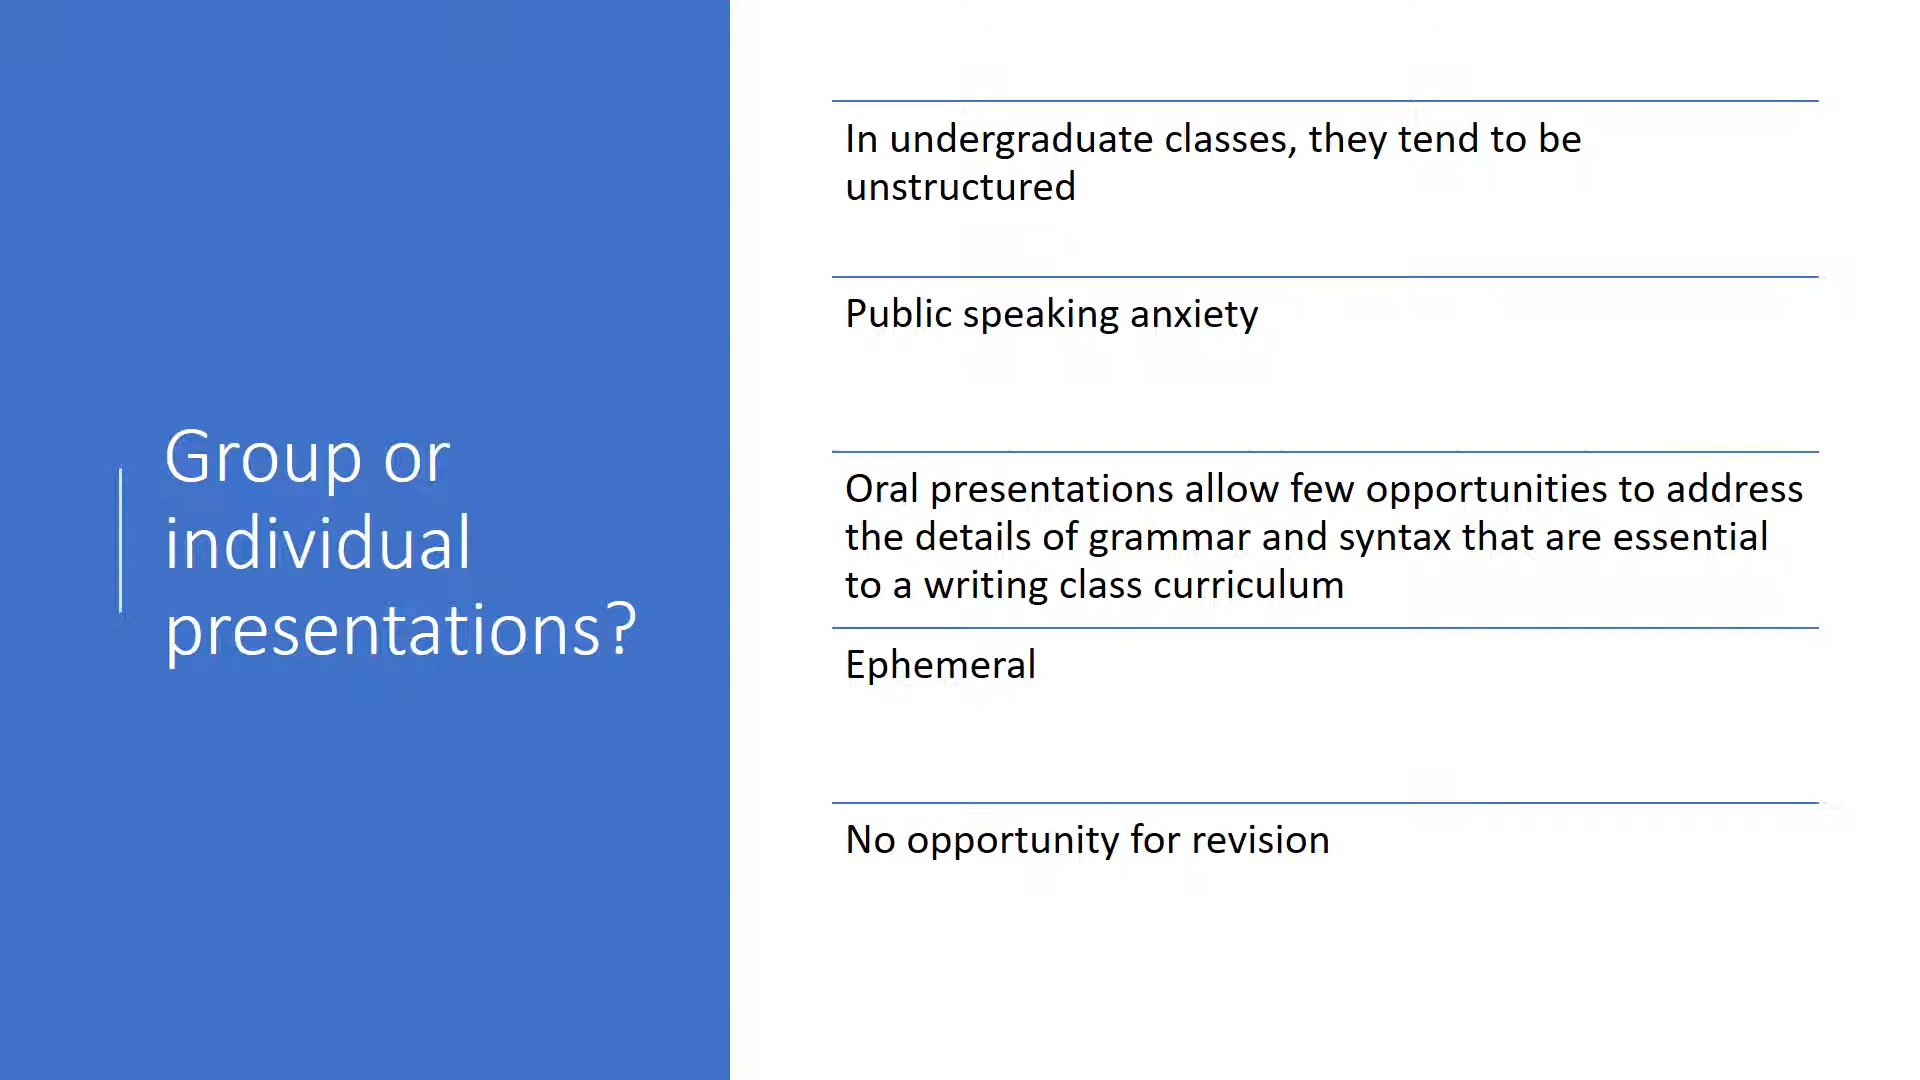 Group or
individual
presentations?
In undergraduate classes, they tend to be
unstructured
Public speaking anxiety
Oral presentations allow few opportunities to address
the details of grammar and syntax that are essential
to a writing class curriculum
Ephemeral
No opportunity for revision